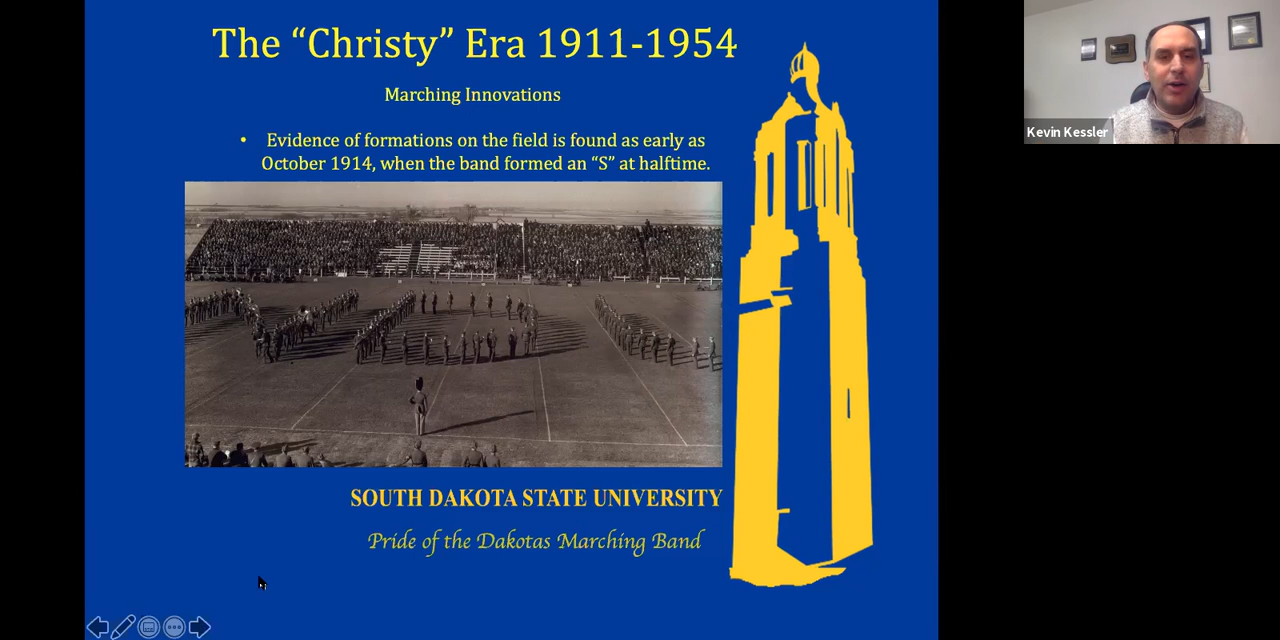 The “Christy” Era 1911-1954
Marching Innovations
• Evidence of formations on the field is found as early as
October 1914, when the band formed an “S” at halftime.
SOUTH DAKOTA STATE UNIVERSITY
Pride of the Dakotas Marching Band
Kevin Kessler